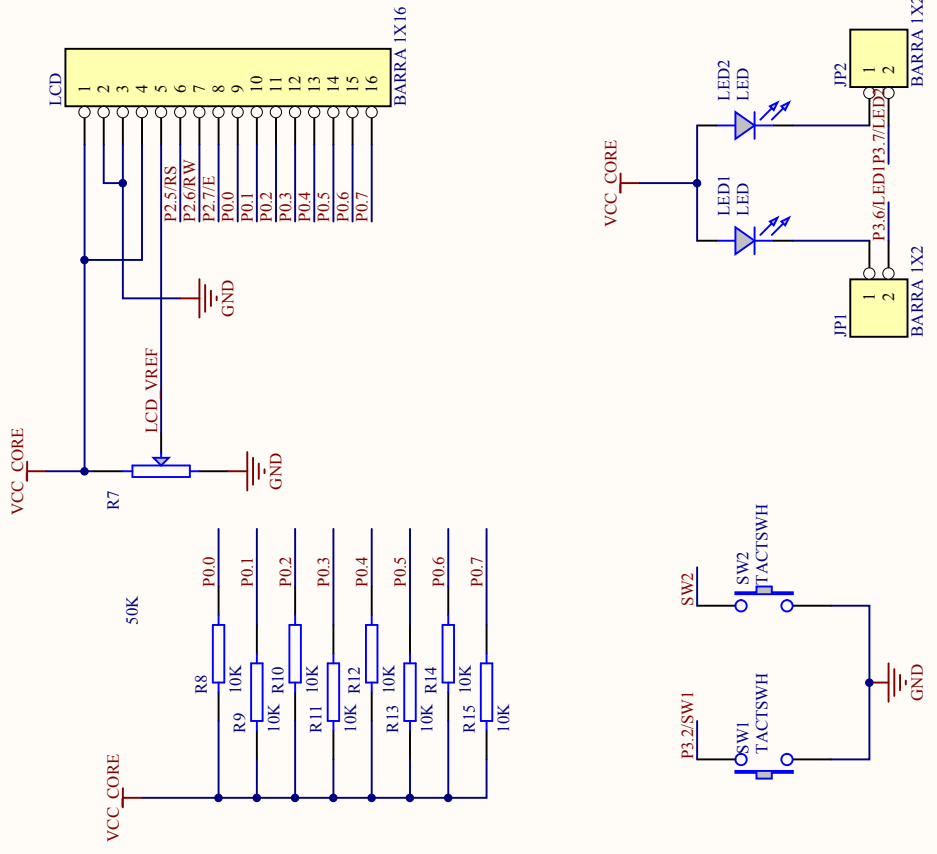 LCD
1
2
3
4
5
6
7
8
9
10
11
12
13
14
15
16
BARRA 1X16
P2.5/RS
P2.6/RW
P2.7/E
P0.0
P0.1
P0.2
P0.3
P0.4
P0.5
P0.6
P0.7
GND
LCD_VREF
VCC_CORE
R7
GND
50K
P0.0
P0.1
P0.2
P0.3
P0.4
P0.5
P0.6
P0.7
R8
10K
R9
10K
R10
10K
R11
10K
R12
10K
R13
10K
R14
10K
R15
10K
VCC_CORE
VCC_CORE
LED2
LED
LED1
LED
JP2
1
2
BARRA 1X2
P3.7/LED2
P3.6/LED1
JP1
1
2
BARRA 1X2
SW2
SW2
TACTSWH
P3.2/SW1
SW1
TACTSWH
GND